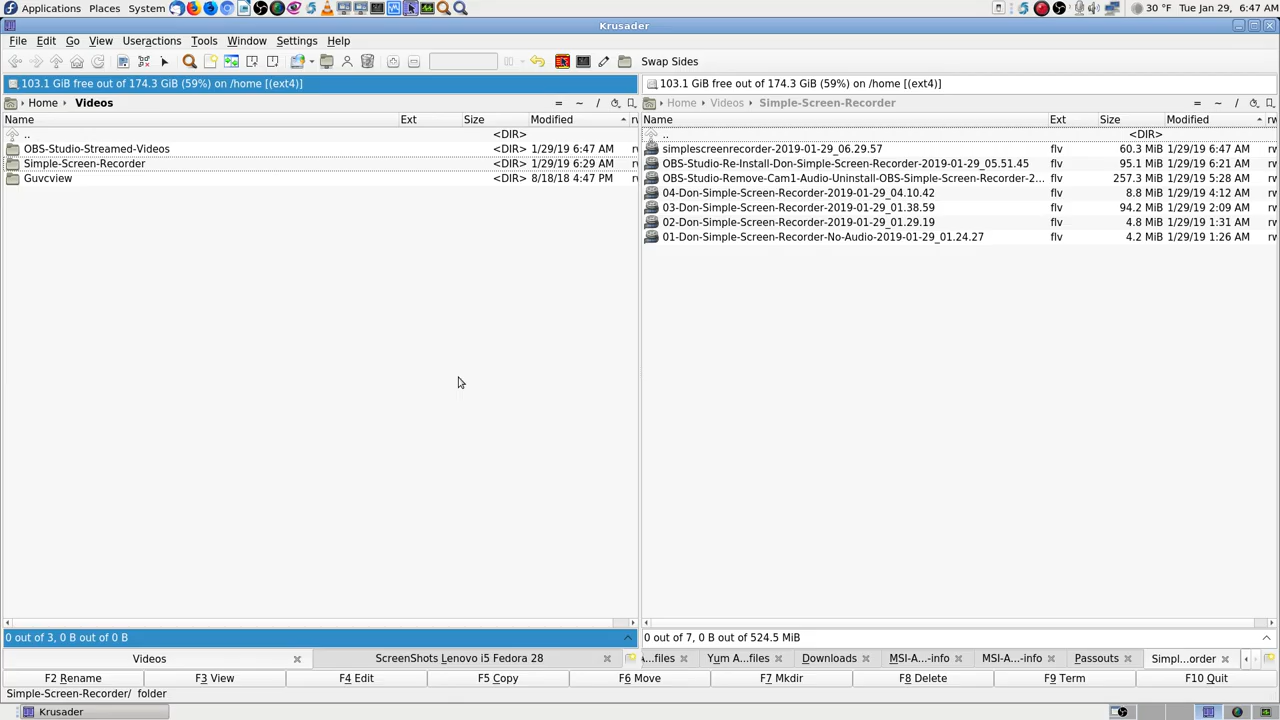 Applications Places System 30 °F Tue Jan 29, 6:47 AM
Krusader
File Edit Go View Useractions Tools Window Settings Help
Swap Sides
103.1 GiB free out of 174.3 GiB (59%) on /home [(ext4)] 103.1 GiB free out of 174.3 GiB (59%) on /home [(ext4)]
Home Videos = ~ / Home Videos Simple-Screen-Recorder = ~ /
Name Ext Size Modified rw Name Ext Size Modified rw
.. <DIR> .. <DIR>
OBS-Studio-Streamed-Videos <DIR> 1/29/19 6:47 AM rw simplescreenrecorder-2019-01-29_06.29.57 flv 60.3 MiB 1/29/19 6:47 AM rw
Simple-Screen-Recorder <DIR> 1/29/19 6:29 AM rw OBS-Studio-Re-Install-Don-Simple-Screen-Recorder-2019-01-29_05.51.45 flv 95.1 MiB 1/29/19 6:21 AM rw
Guvcview <DIR> 8/18/18 4:47 PM rw OBS-Studio-Remove-Cam1-Audio-Uninstall-OBS-Simple-Screen-Recorder-2... flv 257.3 MiB 1/29/19 5:28 AM rw
04-Don-Simple-Screen-Recorder-2019-01-29_04.10.42 flv 8.8 MiB 1/29/19 4:12 AM rw
03-Don-Simple-Screen-Recorder-2019-01-29_01.38.59 flv 94.2 MiB 1/29/19 2:09 AM rw
02-Don-Simple-Screen-Recorder-2019-01-29_01.29.19 flv 4.8 MiB 1/29/19 1:31 AM rw
01-Don-Simple-Screen-Recorder-No-Audio-2019-01-29_01.24.27 flv 4.2 MiB 1/29/19 1:26 AM rw
0 out of 3, 0 B out of 0 B 0 out of 7, 0 B out of 524.5 MiB
Videos ScreenShots Lenovo i5 Fedora 28 A...files Yum A...files Downloads MSI-A...-info MSI-A...-info Passouts Simpl...order
F2 Rename F3 View F4 Edit F5 Copy F6 Move F7 Mkdir F8 Delete F9 Term F10 Quit
Simple-Screen-Recorder/ folder
Krusader